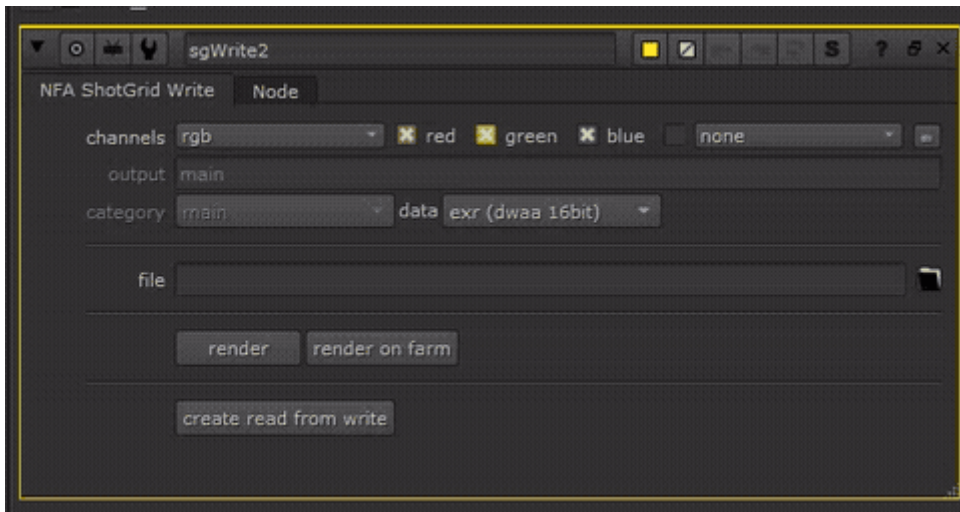 sgWrite2 S ?
NFA ShotGrid Write Node
channels rgb red green blue none
output main
category main data exr (dwaa 16bit)
file
render render on farm
create read from write